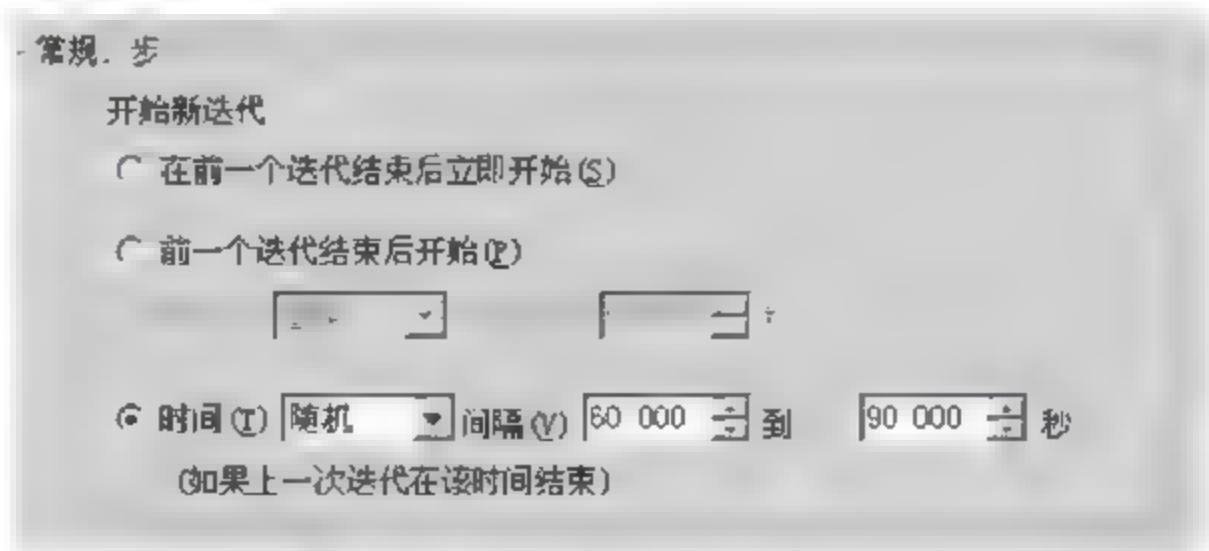 常规. 步
开始新迭代
在前一个迭代结束后立即开始(S)
前一个迭代结束后开始(P)
时间(T) 随机 间隔(V) 60 000 到 90 000 秒
(如果上一次迭代在该时间结束)